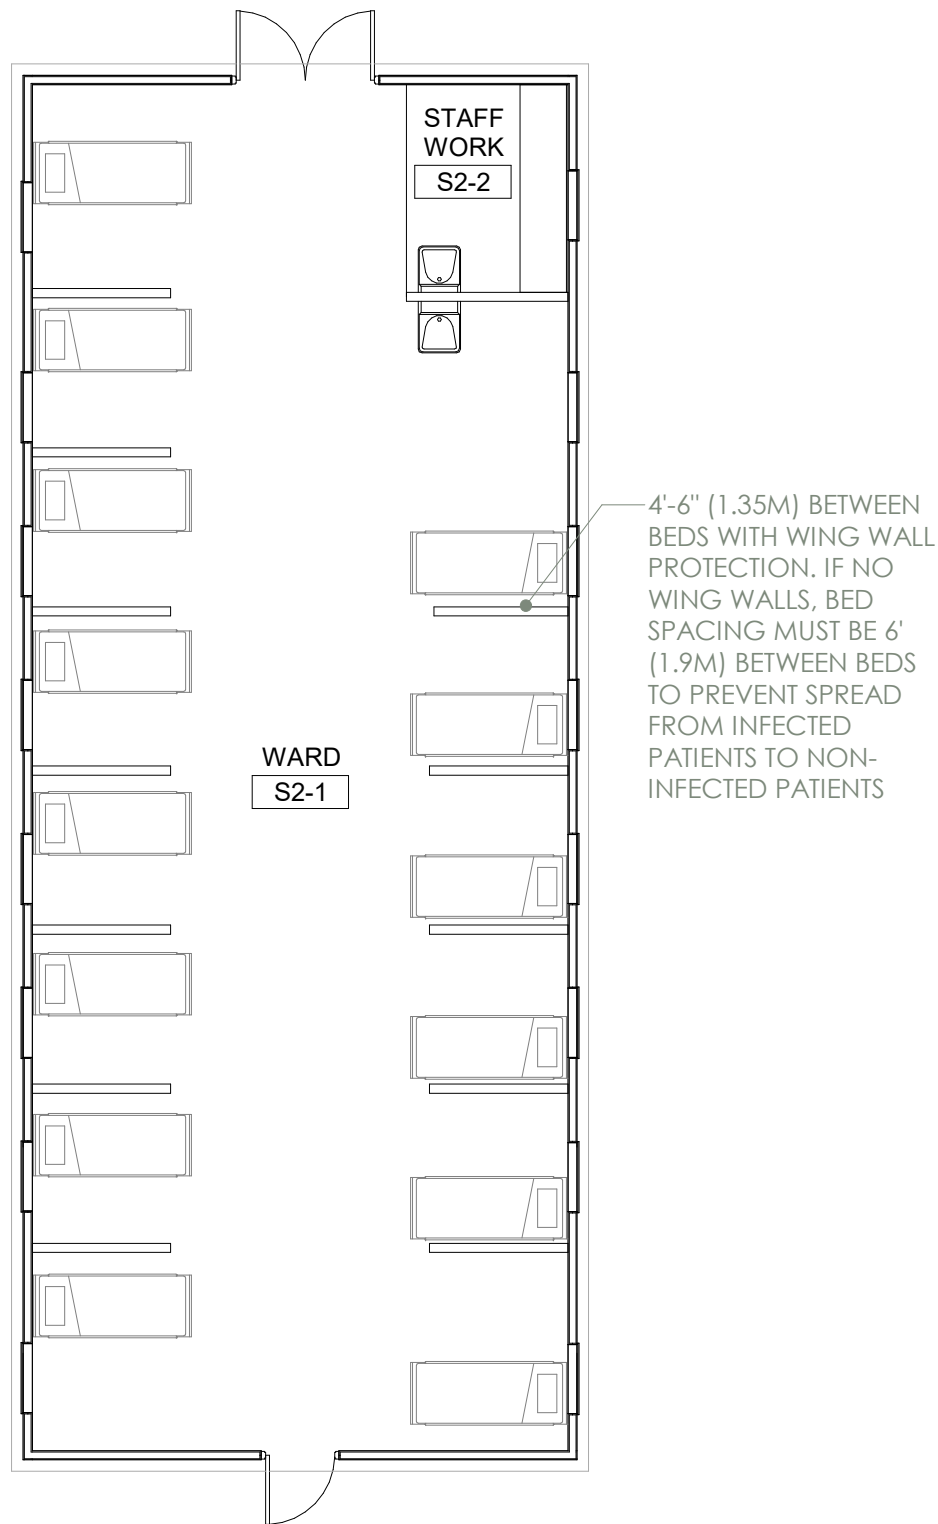 STAFF
WORK
S2-2
4'-6" (1.35M) BETWEEN
BEDS WITH WING WALL
PROTECTION. IF NO
WING WALLS, BED
SPACING MUST BE 6'
(1.9M) BETWEEN BEDS
TO PREVENT SPREAD
FROM INFECTED
PATIENTS TO NON-
INFECTED PATIENTS
WARD
S2-1